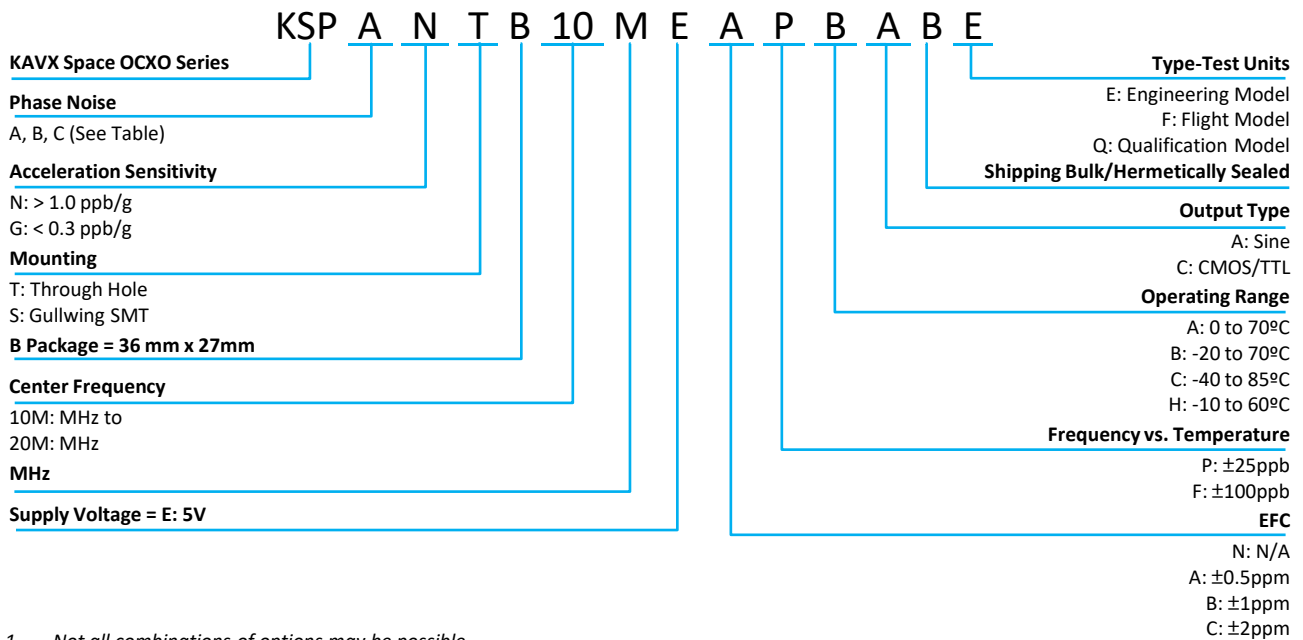 KSP A N T B 10 M E A P B A B E
KAVX Space OCXO Series
Phase Noise
A, B, C (See Table)
Acceleration Sensitivity
N: > 1.0 ppb/g
G: < 0.3 ppb/g
Mounting
T: Through Hole
S: Gullwing SMT
B Package = 36 mm x 27mm
Center Frequency
10M: MHz to
20M: MHz
MHz
Supply Voltage = E: 5V
Type-Test Units
E: Engineering Model
F: Flight Model
Q: Qualification Model
Shipping Bulk/Hermetically Sealed
Output Type
A: Sine
C: CMOS/TTL
Operating Range
A: 0 to 70ºC
B: -20 to 70ºC
C: -40 to 85ºC
H: -10 to 60ºC
Frequency vs. Temperature
P: ±25ppb
F: ±100ppb
EFC
N: N/A
A: ±0.5ppm
B: ±1ppm
C: ±2ppm
1. Not all combinations of options may be possible